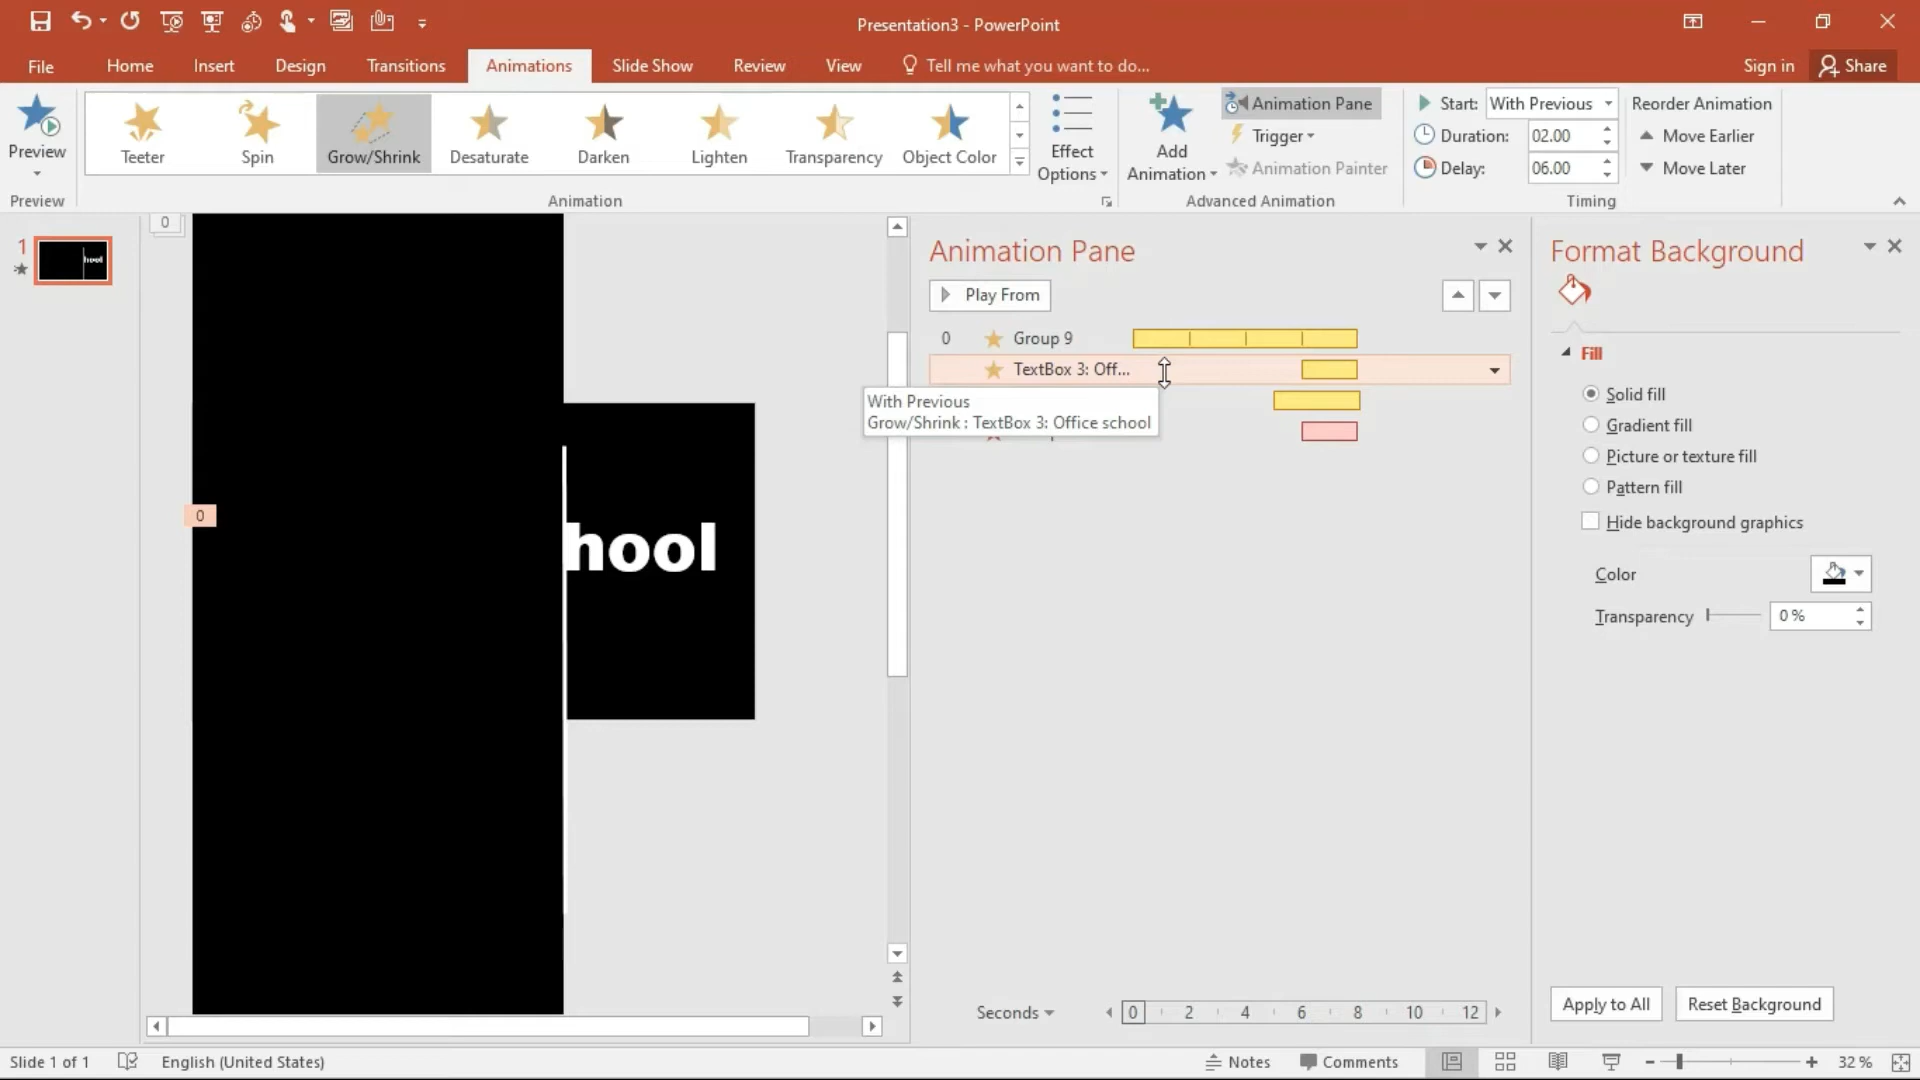 Presentation3 - PowerPoint
File Home Insert Design Transitions Animations Slide Show Review View Tell me what you want to do... Sign in Share
Preview
Teeter Spin Grow/Shrink Desaturate Darken Lighten Transparency Object Color
Effect Options
Add Animation
Animation Pane
Trigger
Animation Painter
Start: With Previous
Duration: 02.00
Delay: 06.00
Reorder Animation
Move Earlier
Move Later
Preview Animation Advanced Animation Timing
1
0
0
hool
hool
Animation Pane
Play From
0 Group 9
TextBox 3: Off...
With Previous
Grow/Shrink : TextBox 3: Office school
Seconds 0 2 4 6 8 10 12
Format Background
Fill
Solid fill
Gradient fill
Picture or texture fill
Pattern fill
Hide background graphics
Color
Transparency 0 %
Apply to All Reset Background
Slide 1 of 1 English (United States) Notes Comments 32 %